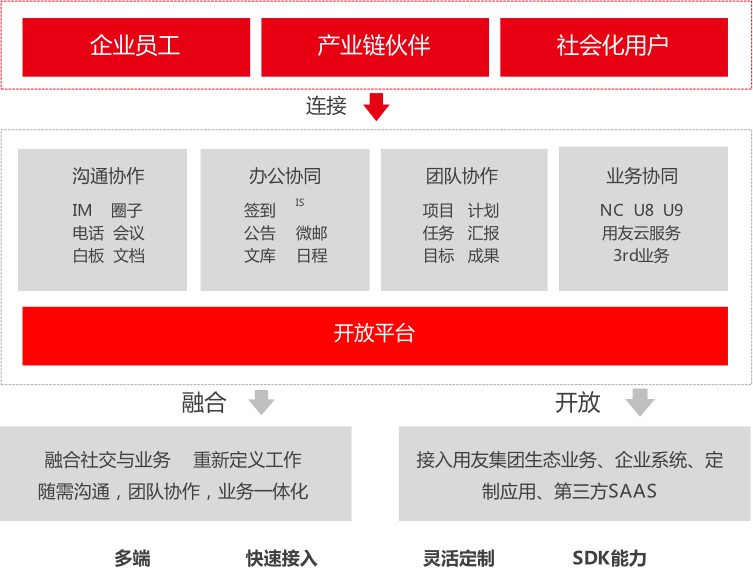 企业员工 产业链伙伴 社会化用户
连接
沟通协作 办公协同 团队协作 业务协同
IM 圈子 签到 IS 项目 计划 NC U8 U9
电话 会议 公告 微邮 任务 汇报 用友云服务
白板 文档 文库 日程 目标 成果 3rd业务
开放平台
融合 开放
融合社交与业务 重新定义工作 接入用友集团生态业务、企业系统、定
随需沟通，团队协作，业务一体化 制应用、第三方SAAS
多端 快速接入 灵活定制 SDK能力